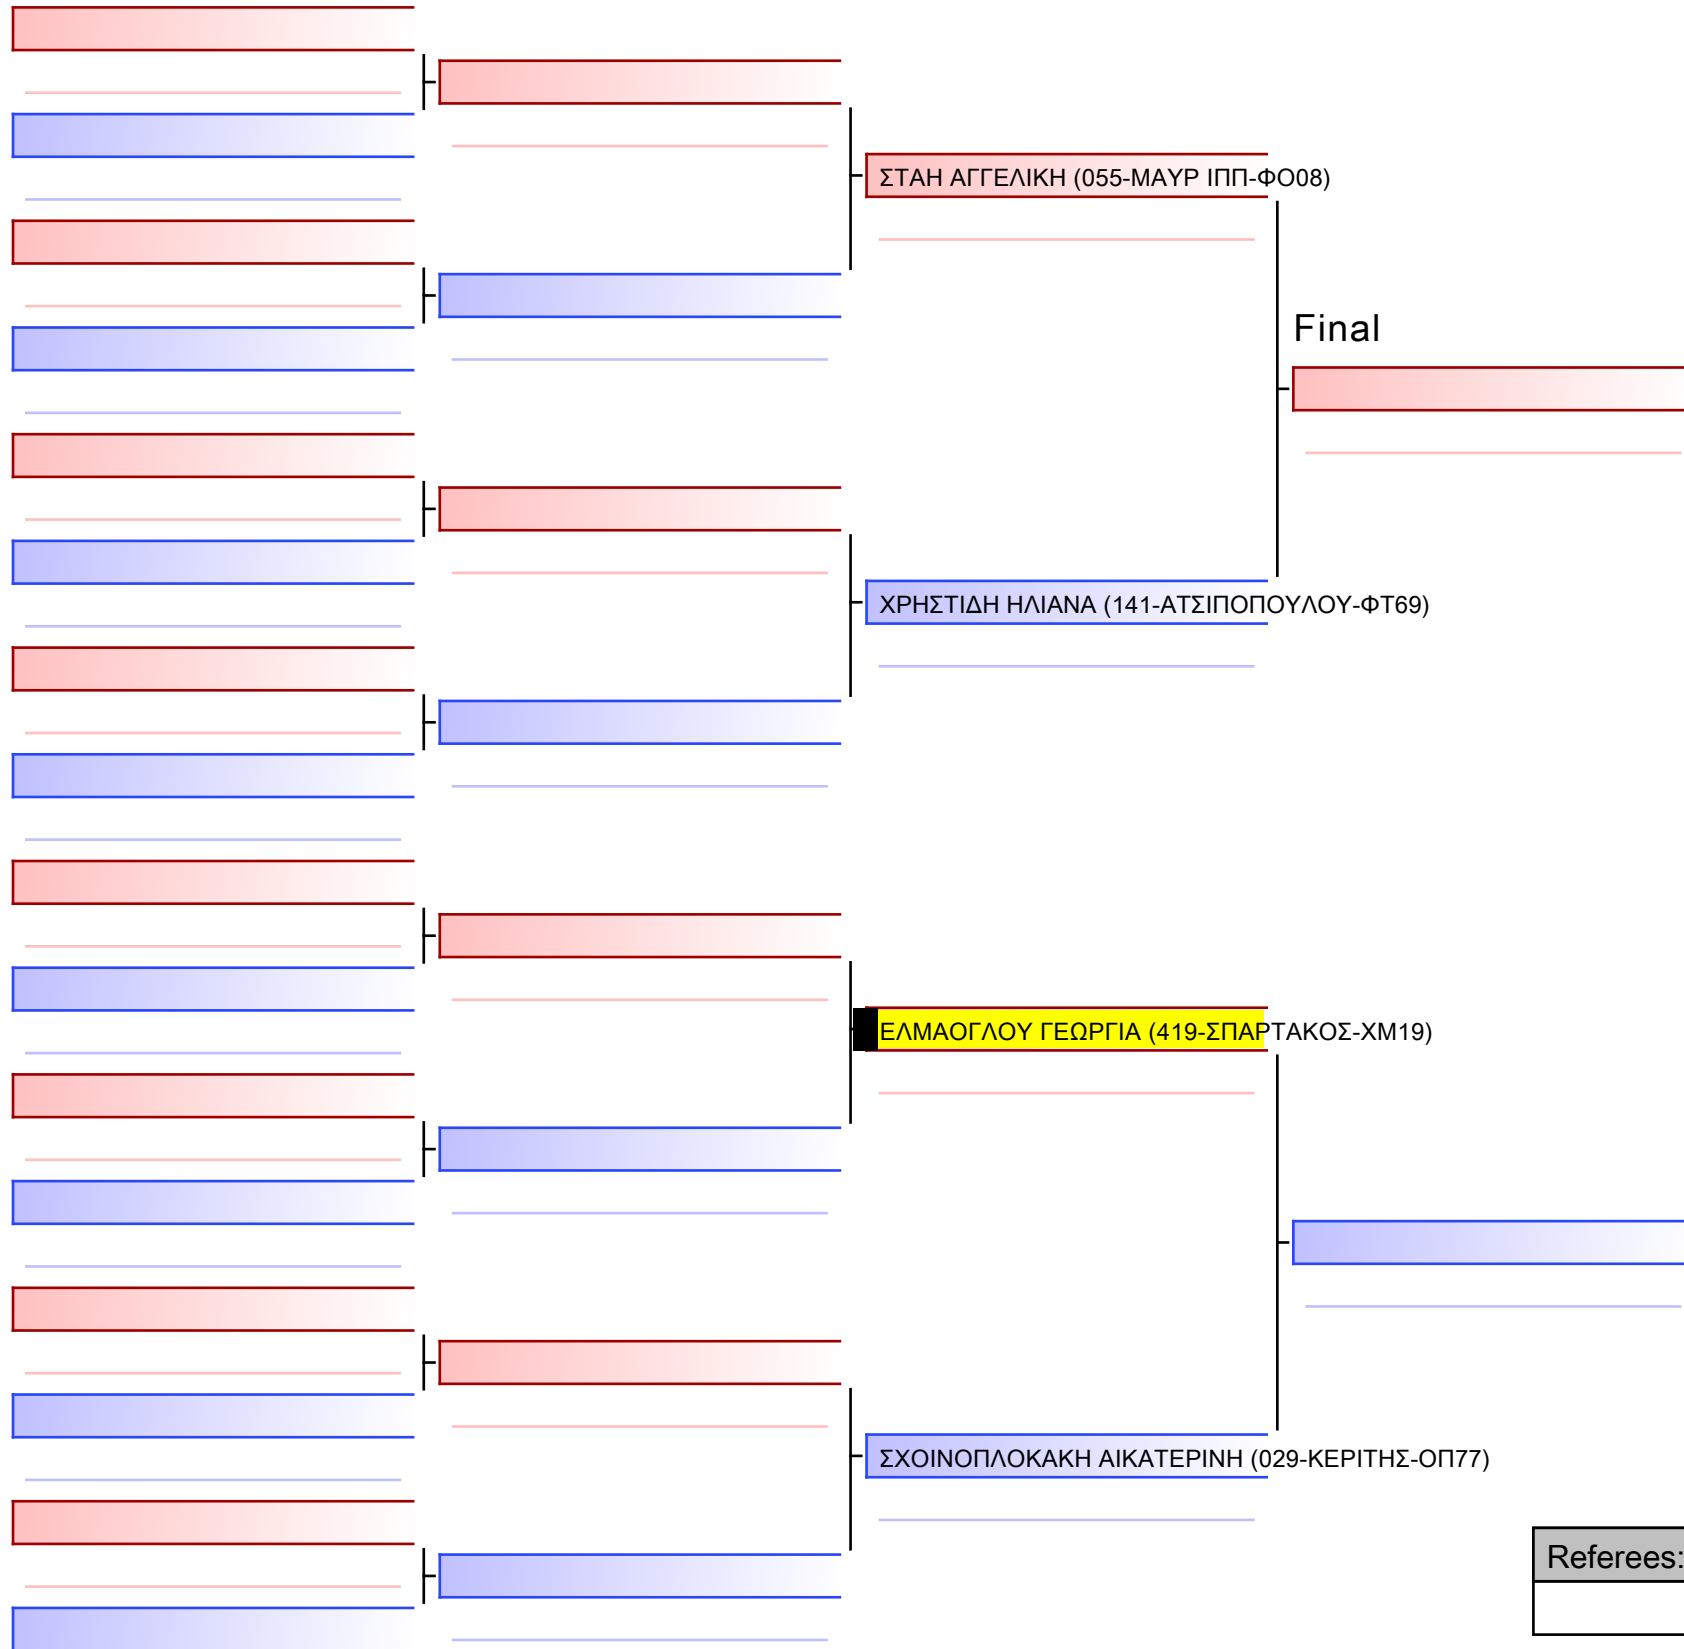 ΣΤΑΗ ΑΓΓΕΛΙΚΗ (055-ΜΑΥΡ ΙΠΠ-ΦΟ08)
Final
ΧΡΗΣΤΙΔΗ ΗΛΙΑΝΑ (141-ΑΤΣΙΠΟΠΟΥΛΟΥ-ΦΤ69)
ΕΛΜΑΟΓΛΟΥ ΓΕΩΡΓΙΑ (419-ΣΠΑΡΤΑΚΟΣ-ΧΜ19)
ΣΧΟΙΝΟΠΛΟΚΑΚΗ ΑΙΚΑΤΕΡΙΝΗ (029-ΚΕΡΙΤΗΣ-ΟΠ77)
Referees: